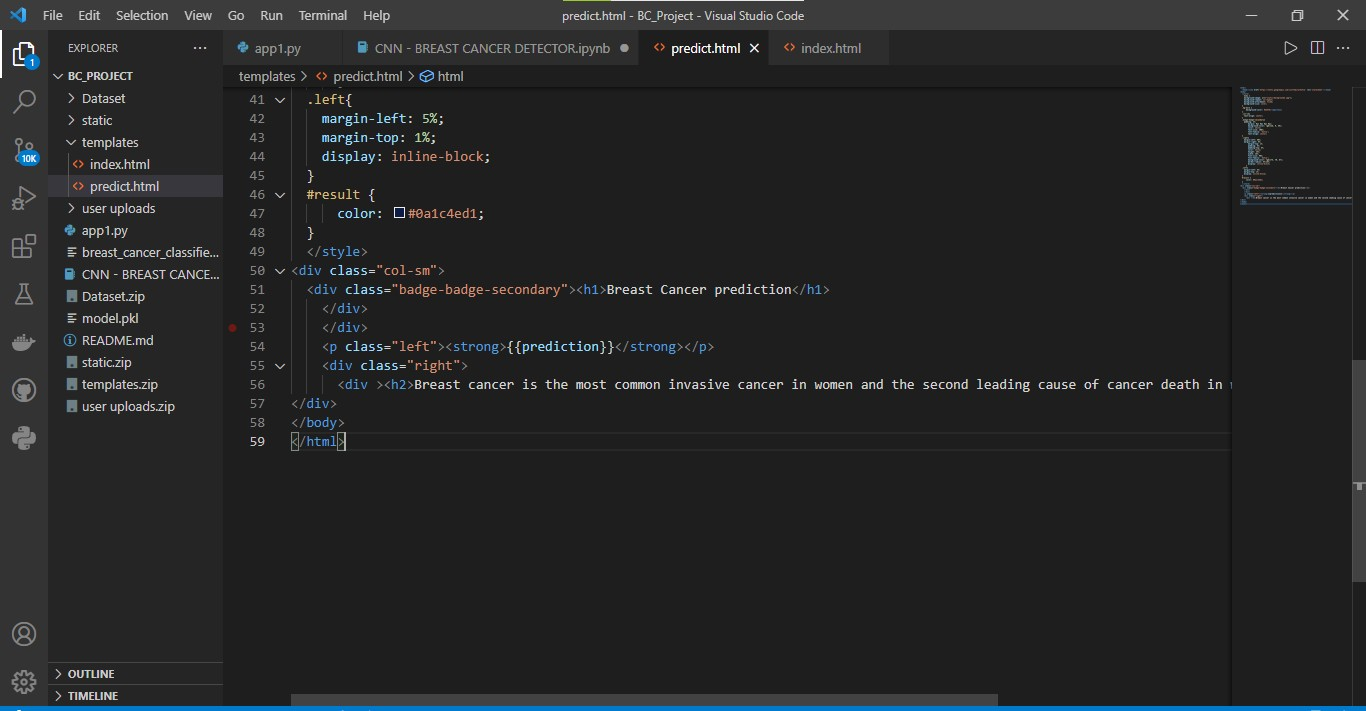 File Edit Selection View Go Run Terminal Help
predict.html - BC_Project - Visual Studio Code
EXPLORER
app1.py
CNN - BREAST CANCER DETECTOR.ipynb
predict.html
index.html
templates > predict.html > html
1
10K
BC_PROJECT
Dataset
static
templates
index.html
predict.html
user uploads
app1.py
breast_cancer_classifie...
CNN - BREAST CANCE...
Dataset.zip
model.pkl
README.md
static.zip
templates.zip
user uploads.zip
OUTLINE
TIMELINE
41 .left{
42 margin-left: 5%;
43 margin-top: 1%;
44 display: inline-block;
45 }
46 #result {
47 color: #0a1c4ed1;
48 }
49 </style>
50 <div class="col-sm">
51 <div class="badge-badge-secondary"><h1>Breast Cancer prediction</h1>
52 </div>
53 </div>
54 <p class="left"><strong>{{prediction}}</strong></p>
55 <div class="right">
56 <div ><h2>Breast cancer is the most common invasive cancer in women and the second leading cause of cancer death in
57 </div>
58 </body>
59 </html>